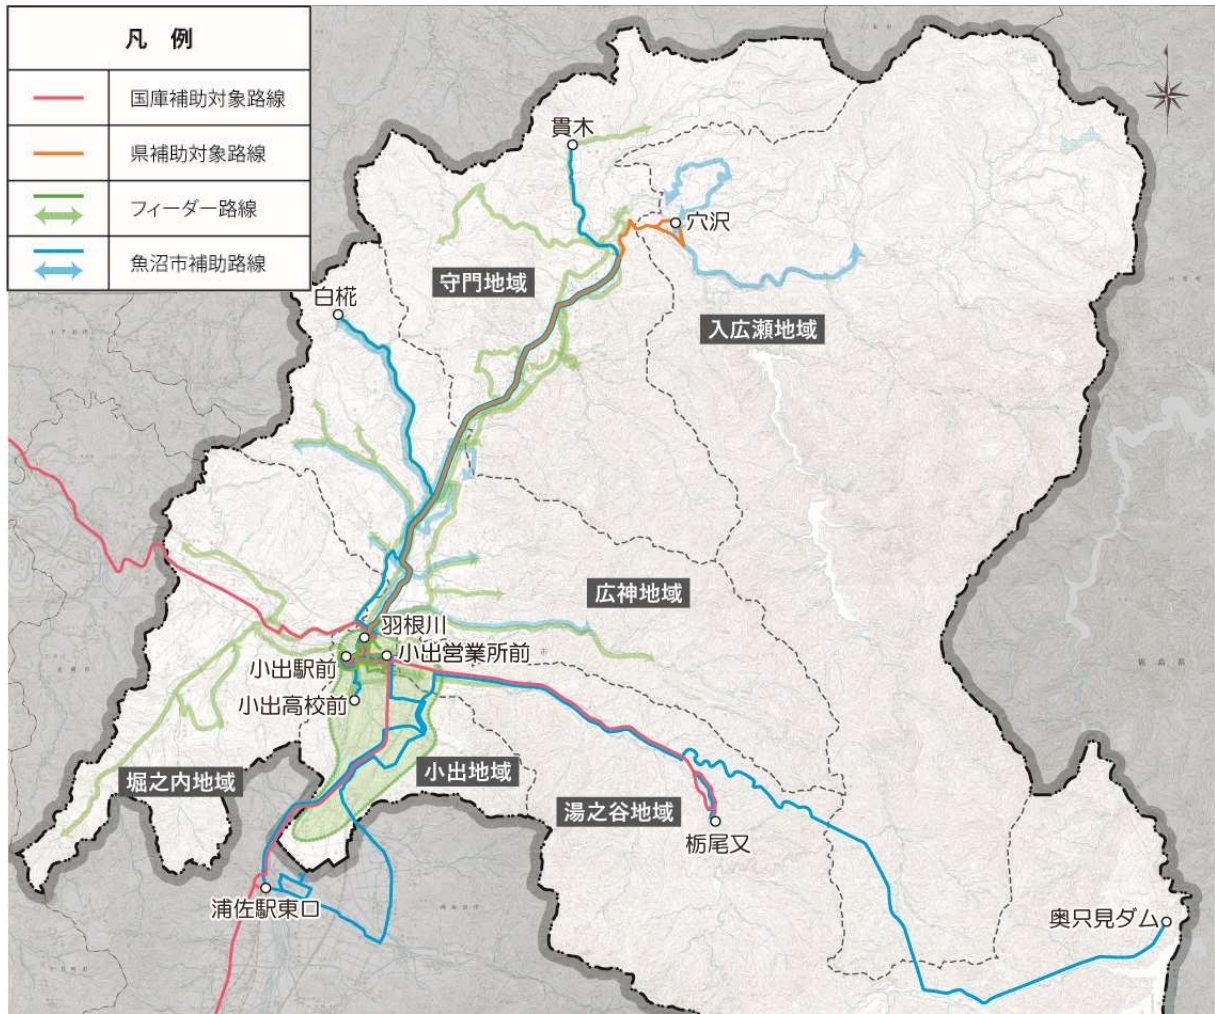 凡 例
国庫補助対象路線
県補助対象路線
フィーダー路線
魚沼市補助路線
貫木
穴沢
守門地域
白椛
入広瀬地域
広神地域
羽根川
小出営業所前
小出駅前
小出高校前
堀之内地域
小出地域
湯之谷地域
栃尾又
浦佐駅東口
奥只見ダム